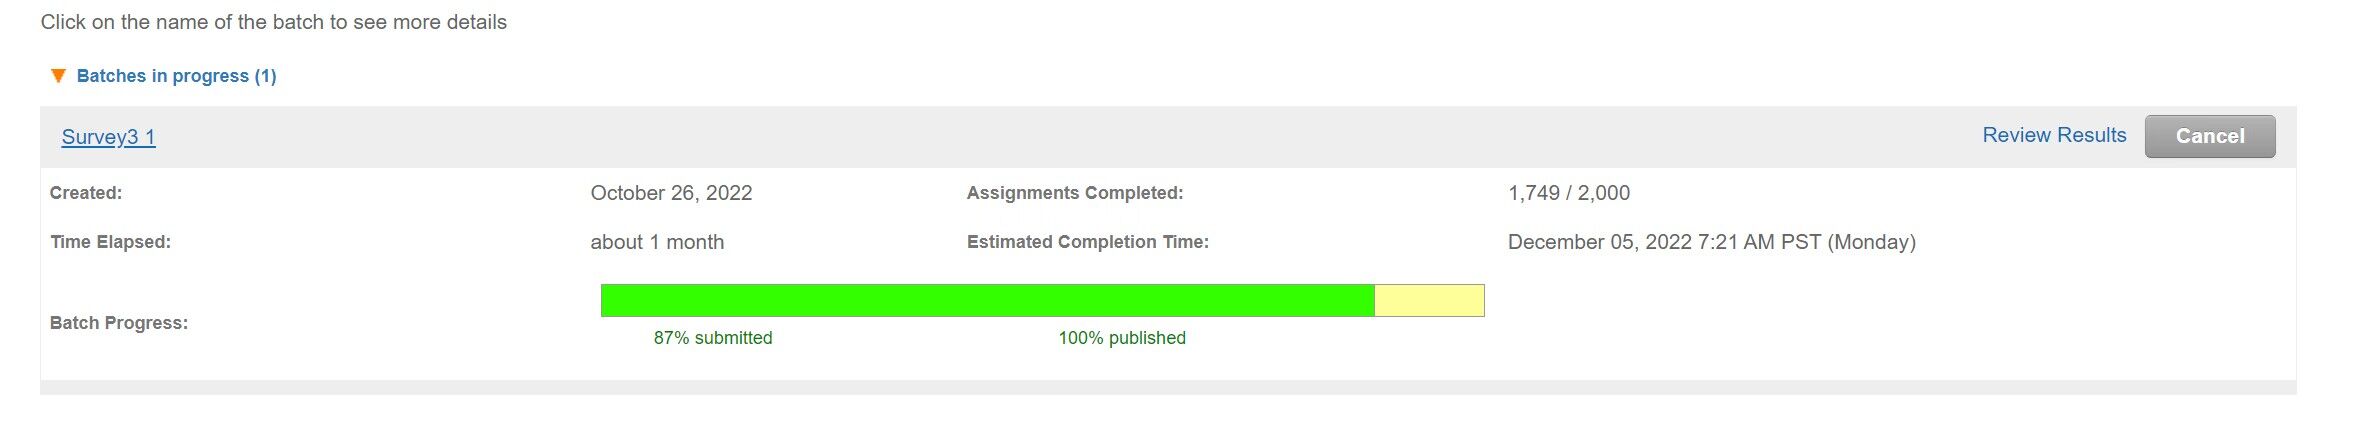 Click on the name of the batch to see more details
Batches in progress (1)
Survey3 1 Review Results Cancel
Created: October 26, 2022 Assignments Completed: 1,749 / 2,000
Time Elapsed: about 1 month Estimated Completion Time: December 05, 2022 7:21 AM PST (Monday)
Batch Progress:
87% submitted 100% published